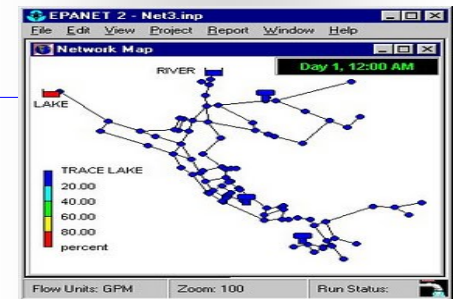 EPANET 2 - Net3.inp
File Edit View Project Report Window Help
Network Map
Day 1, 12:00 AM
RIVER
LAKE
TRACE LAKE
20.00
40.00
60.00
80.00
percent
Flow Units: GPM Zoom: 100 Run Status: